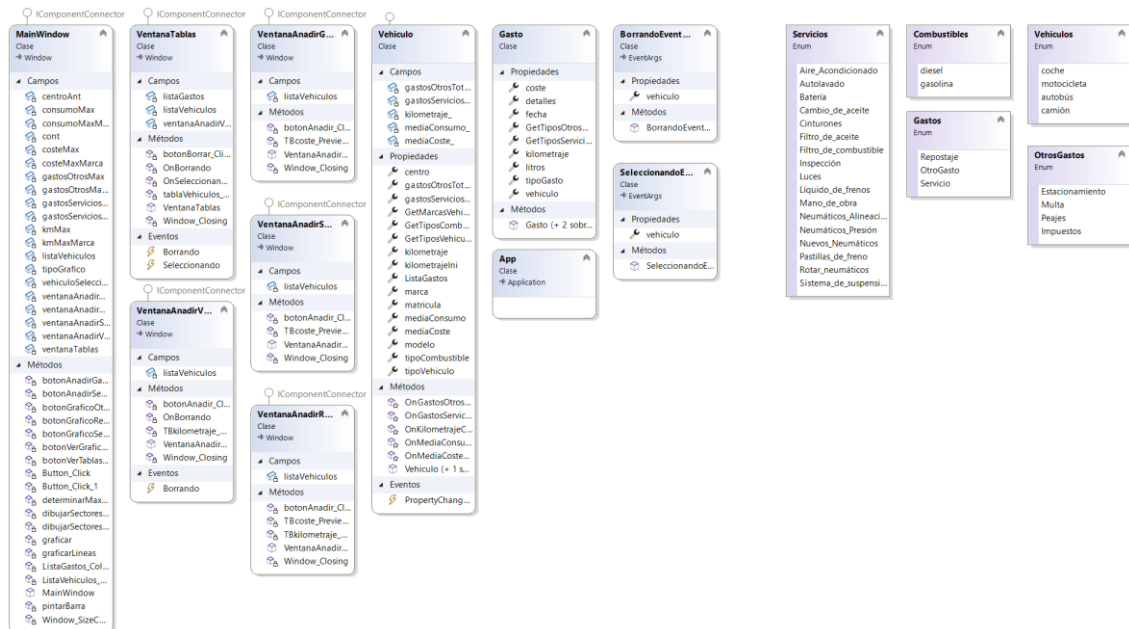 IComponentConnector
MainWindow
Clase
Window
Campos
centroAnt
consumoMax
consumoMaxM...
cont
costeMax
costeMaxMarca
gastosOtrosMax
gastosOtrosMa...
gastosServicios...
gastosServicios...
kmMax
kmMaxMarca
listaVehiculos
tipoGrafico
vehiculoSelecci...
ventanaAnadir...
ventanaAnadir...
ventanaAnadirS...
ventanaAnadirV...
ventanaTablas
Métodos
botonAnadirGa...
botonAnadirSe...
botonGraficoOt...
botonGraficoRe...
botonGraficoSe...
botonVerGrafic...
botonVerTablas...
Button_Click
Button_Click_1
determinarMax...
dibujarSectores...
dibujarSectores...
graficar
graficarLineas
ListaGastos_Col...
ListaVehiculos_...
MainWindow
pintarBarra
Window_SizeC...
IComponentConnector
VentanaTablas
Clase
Window
Campos
listaGastos
listaVehiculos
ventanaAnadirV...
Métodos
botonBorrar_Cli...
OnBorrando
OnSeleccionan...
tablaVehiculos_...
VentanaTablas
Window_Closing
Eventos
Borrando
Seleccionando
IComponentConnector
VentanaAnadirV...
Clase
Window
Campos
listaVehiculos
Métodos
botonAnadir_Cl...
OnBorrando
TBkilometraje_...
VentanaAnadir...
Window_Closing
Eventos
Borrando
IComponentConnector
VentanaAnadirG...
Clase
Window
Campos
listaVehiculos
Métodos
botonAnadir_Cl...
TBcoste_Previe...
VentanaAnadir...
Window_Closing
IComponentConnector
VentanaAnadirS...
Clase
Window
Campos
listaVehiculos
Métodos
botonAnadir_Cl...
TBcoste_Previe...
VentanaAnadir...
Window_Closing
IComponentConnector
VentanaAnadirR...
Clase
Window
Campos
listaVehiculos
Métodos
botonAnadir_Cl...
TBcoste_Previe...
TBkilometraje_...
VentanaAnadir...
Window_Closing
Vehiculo
Clase
Campos
gastosOtrosTot...
gastosServicios...
kilometraje_
mediaConsumo_
mediaCoste_
Propiedades
centro
gastosOtrosTot...
gastosServicios...
GetMarcasVehi...
GetTiposComb...
GetTiposVehicu...
kilometraje
kilometrajeIni
ListaGastos
marca
matricula
mediaConsumo
mediaCoste
modelo
tipoCombustible
tipoVehiculo
Métodos
OnGastosOtros...
OnGastosServic...
OnKilometrajeC...
OnMediaConsu...
OnMediaCoste...
Vehiculo (+ 1 s...
Eventos
PropertyChang...
Gasto
Clase
Propiedades
coste
detalles
fecha
GetTiposOtros...
GetTiposServici...
kilometraje
litros
tipoGasto
vehiculo
Métodos
Gasto (+ 2 sobr...
App
Clase
Application
BorrandoEvent...
Clase
EventArgs
Propiedades
vehiculo
Métodos
BorrandoEvent...
SeleccionandoE...
Clase
EventArgs
Propiedades
vehiculo
Métodos
SeleccionandoE...
Servicios
Enum
Aire_Acondicionado
Autolavado
Batería
Cambio_de_aceite
Cinturones
Filtro_de_aceite
Filtro_de_combustible
Inspección
Luces
Líquido_de_frenos
Mano_de_obra
Neumáticos_Alineaci...
Neumáticos_Presión
Nuevos_Neumáticos
Pastillas_de_freno
Rotar_neumáticos
Sistema_de_suspensi...
Combustibles
Enum
diesel
gasolina
Gastos
Enum
Repostaje
OtroGasto
Servicio
Vehiculos
Enum
coche
motocicleta
autobús
camión
OtrosGastos
Enum
Estacionamiento
Multa
Peajes
Impuestos